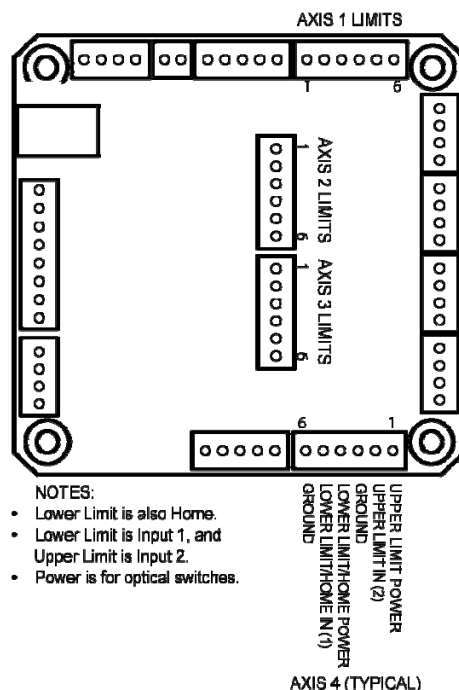 AXIS 1 LIMITS
1
6
1
AXIS 2 LIMITS
6
1
AXIS 3 LIMITS
6
6
1
UPPER LIMIT POWER
UPPER LIMIT IN (2)
GROUND
LOWER LIMIT/HOME POWER
LOWER LIMIT/HOME IN (1)
GROUND
AXIS 4 (TYPICAL)
NOTES:
• Lower Limit is also Home.
• Lower Limit is Input 1, and
Upper Limit is Input 2.
• Power is for optical switches.